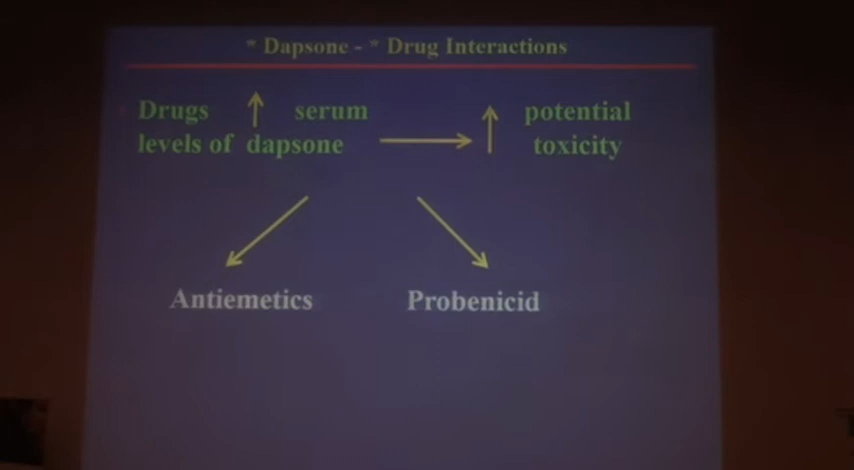 * Dapsone - * Drug Interactions
Drugs ↑ serum
levels of dapsone → ↑ potential
toxicity
Antiemetics Probenicid